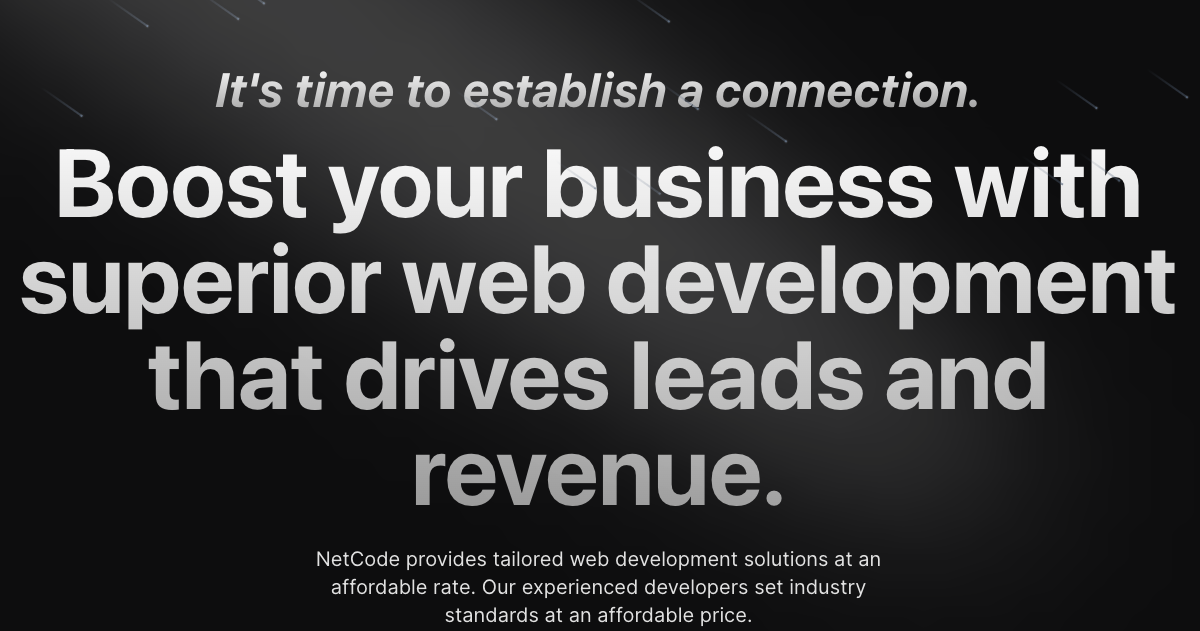 It's time to establish a connection.
Boost your business with
superior web development
that drives leads and
revenue.
NetCode provides tailored web development solutions at an
affordable rate. Our experienced developers set industry
standards at an affordable price.